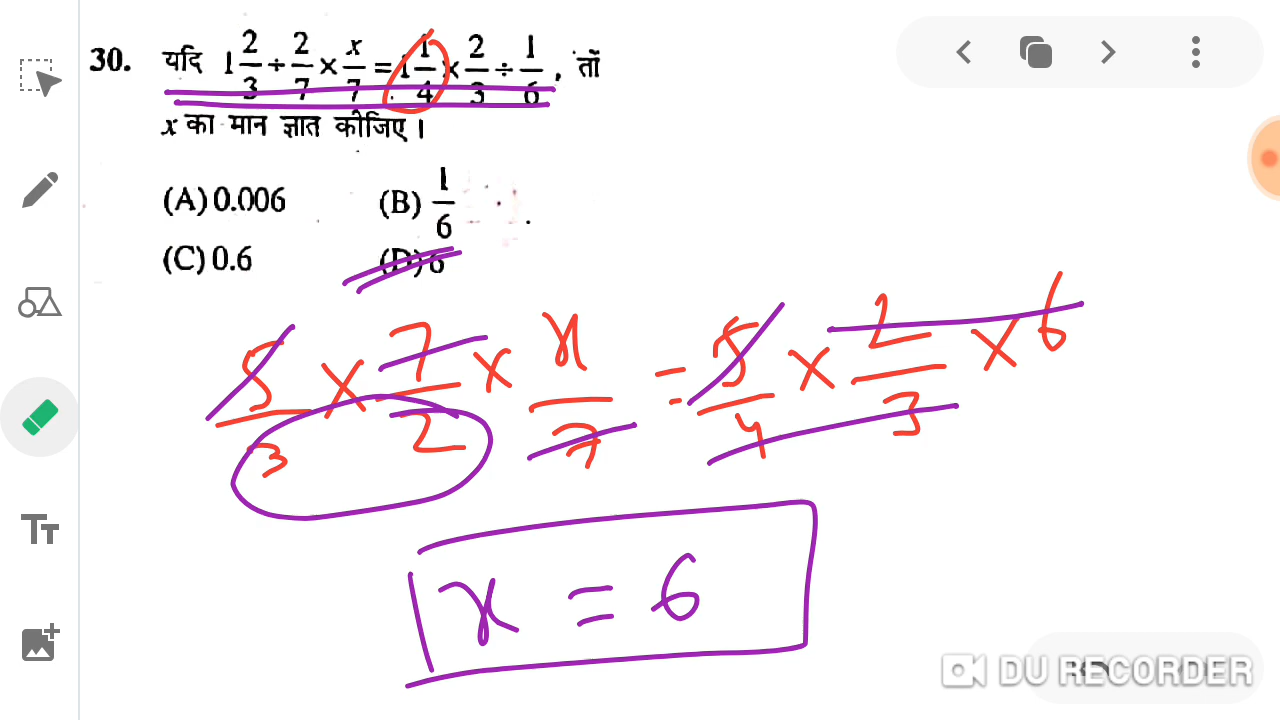 30. यदि 1 2/3 ÷ 2/7 × x/7 = 1 1/4 × 2/3 ÷ 1/6, तो
x का मान ज्ञात कीजिए ।
(A) 0.006 (B) 1/6
(C) 0.6 (D) 6
5/3 × 7/2 × x/7 = 5/4 × 2/3 × 6
x = 6
Tт
DU RECORDER